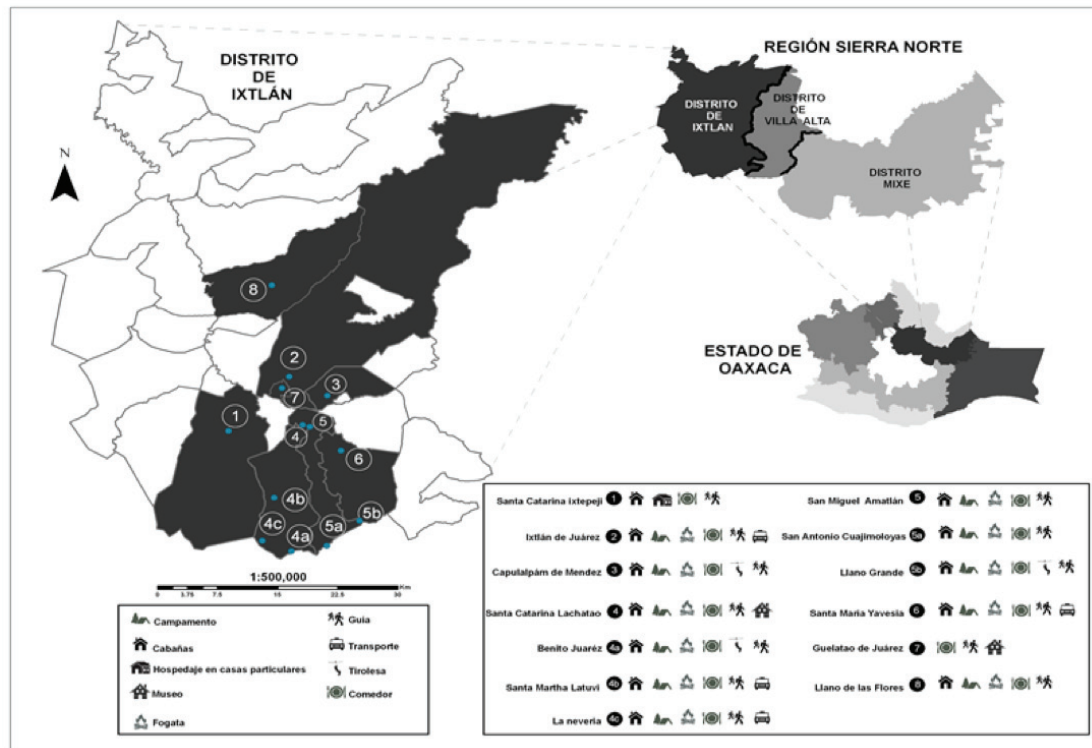 DISTRITO
DE
IXTLÁN
REGIÓN SIERRA NORTE
DISTRITO
DE
IXTLAN
DISTRITO
DE
VILLA ALTA
DISTRITO
MIXE
N
8
2
3
7
1
5
4
6
4b
5b
4c
4a
5a
ESTADO DE
OAXACA
1:500,000
0 3.75 7.5 15 22.5 30 Km
Campamento
Cabañas
Hospedaje en casas particulares
Museo
Fogata
Guía
Transporte
Tirolesa
Comedor
Santa Catarina Ixtepeji 1
Ixtlán de Juárez 2
Capulalpám de Mendez 3
Santa Catarina Lachatao 4
Benito Juaréz 4a
Santa Martha Latuvi 4b
La neveria 4c
San Miguel Amatlán 5
San Antonio Cuajimoloyas 5a
Llano Grande 5b
Santa Maria Yavesia 6
Guelatao de Juárez 7
Llano de las Flores 8